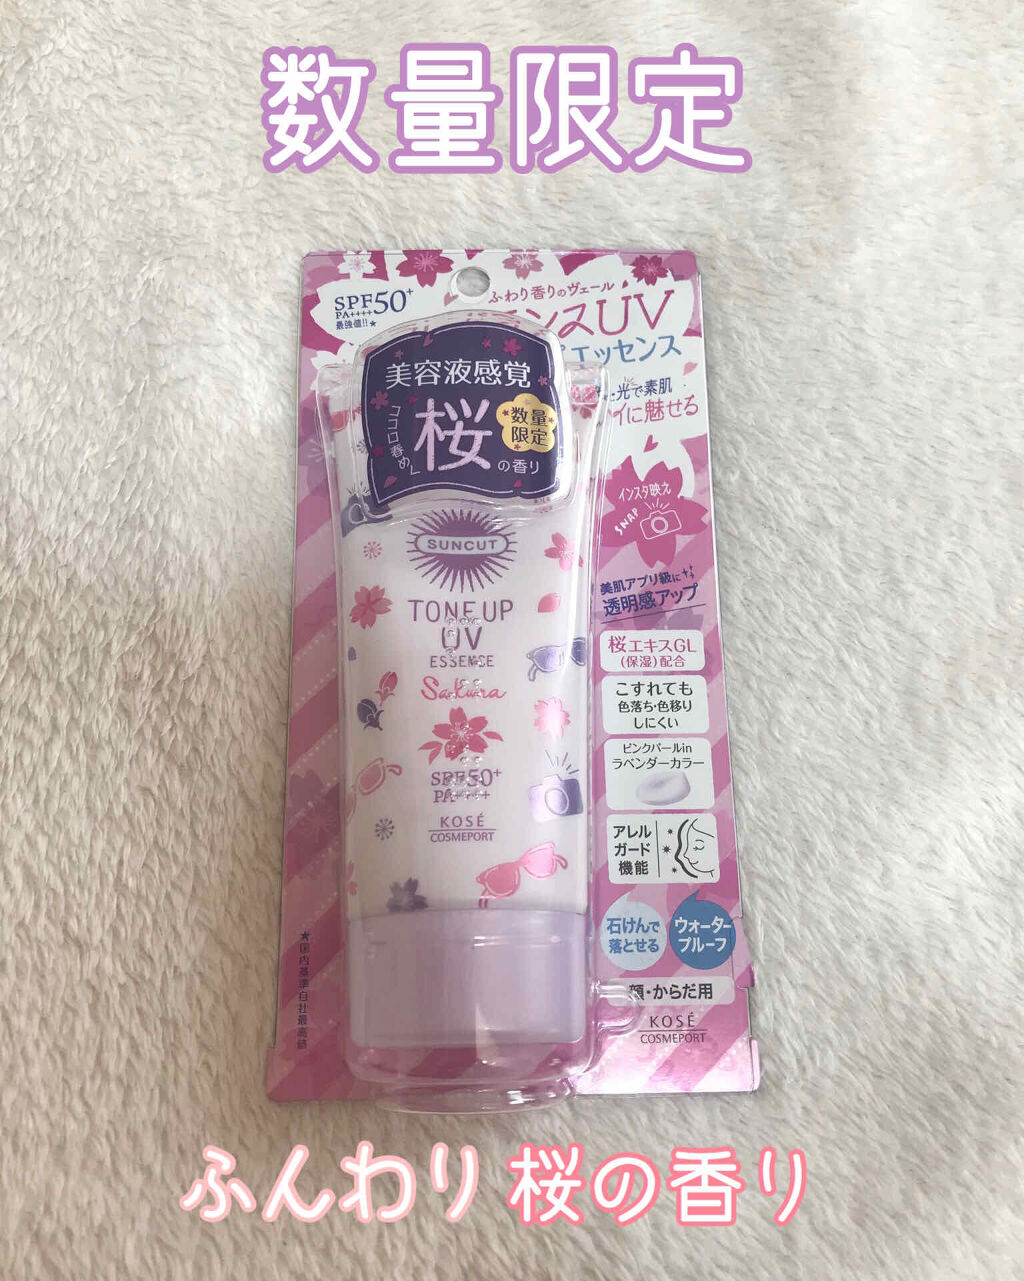 数量限定
SPF50+
PA++++
最強値!!★
ふわり香りのヴェール
UV
エッセンス
光で素肌
イに魅せる
美容液感覚
ココロ春めく
桜
の香り
数量
限定
インスタ映え
SNAP
美肌アプリ級に
透明感アップ
SUNCUT
TONE UP
UV
ESSENCE
Sakura
SPF50+
PA++++
KOSÉ
COSMEPORT
桜エキスGL
(保湿)配合
こすれても
色落ち・色移り
しにくい
ピンクパールin
ラベンダーカラー
アレル
ガード
機能
石けんで
落とせる
ウォーター
プルーフ
顔・からだ用
KOSÉ
COSMEPORT
★国内基準自社最高値
ふんわり 桜の香り